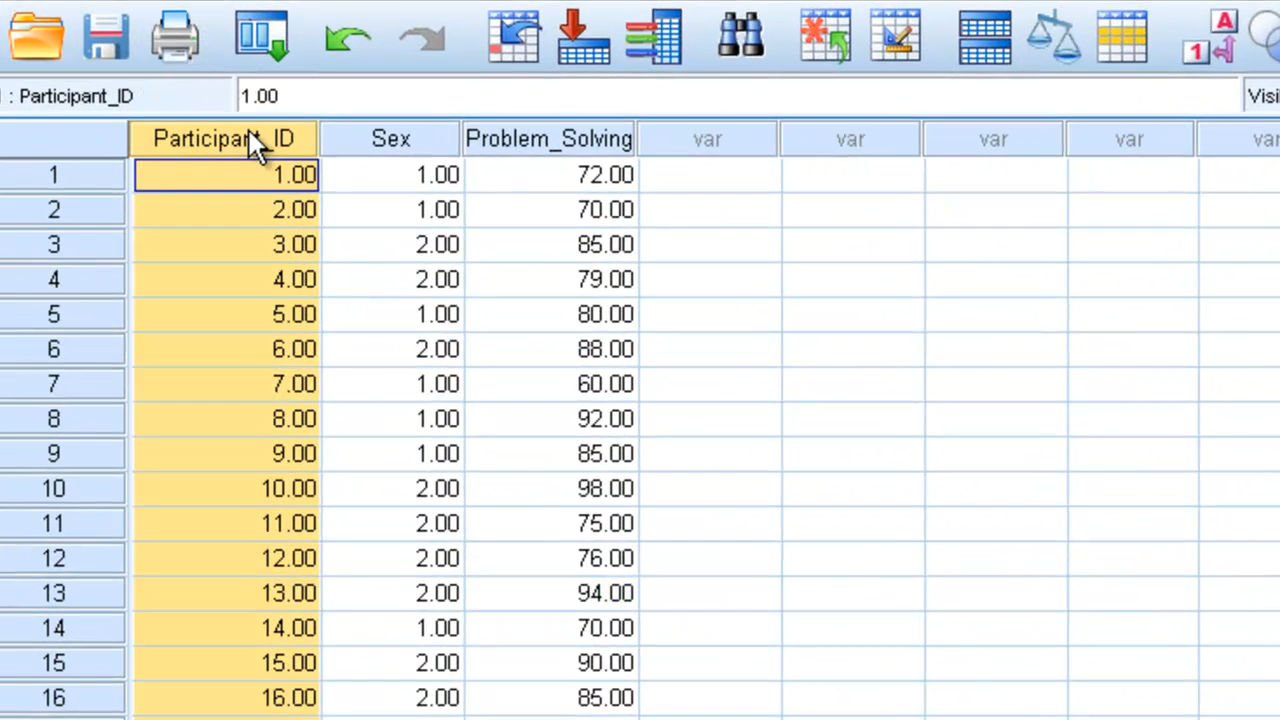 A
1
: Participant_ID 1.00 Visi
Participant_ID Sex Problem_Solving var var var var var
1 1.00 1.00 72.00
2 2.00 1.00 70.00
3 3.00 2.00 85.00
4 4.00 2.00 79.00
5 5.00 1.00 80.00
6 6.00 2.00 88.00
7 7.00 1.00 60.00
8 8.00 1.00 92.00
9 9.00 1.00 85.00
10 10.00 2.00 98.00
11 11.00 2.00 75.00
12 12.00 2.00 76.00
13 13.00 2.00 94.00
14 14.00 1.00 70.00
15 15.00 2.00 90.00
16 16.00 2.00 85.00